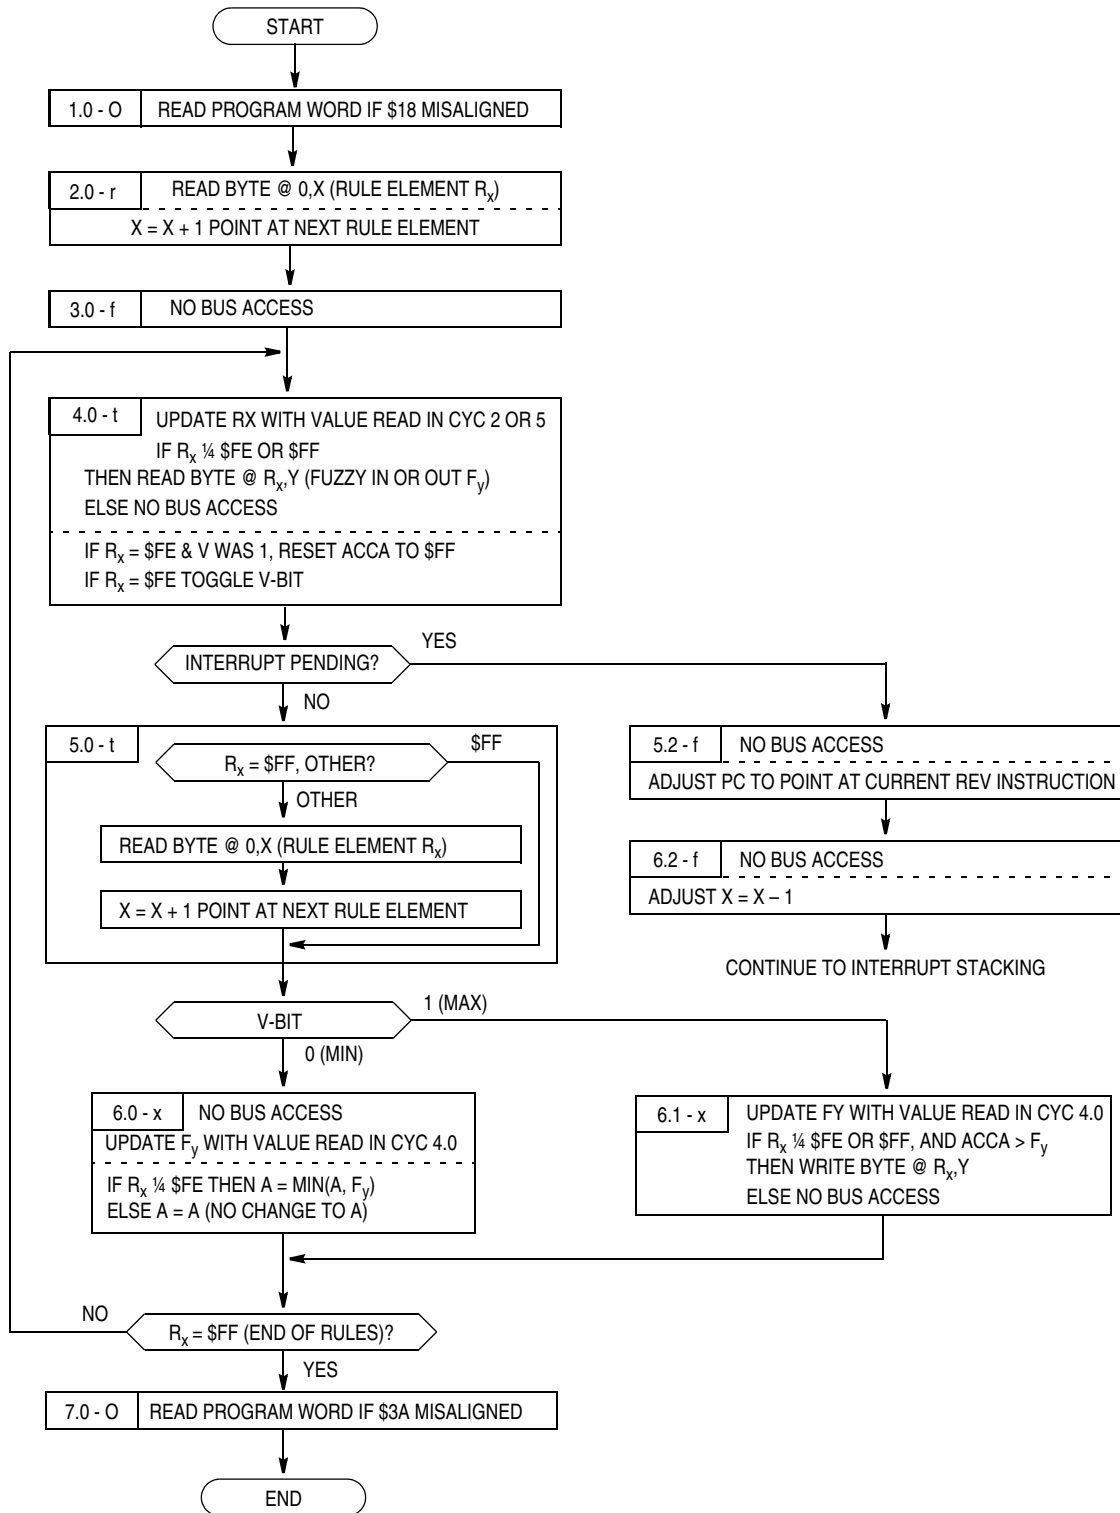 START
1.0 - O READ PROGRAM WORD IF $18 MISALIGNED
2.0 - r READ BYTE @ 0,X (RULE ELEMENT Rx)
X = X + 1 POINT AT NEXT RULE ELEMENT
3.0 - f NO BUS ACCESS
4.0 - t UPDATE RX WITH VALUE READ IN CYC 2 OR 5
IF Rx ¼ $FE OR $FF
THEN READ BYTE @ Rx,Y (FUZZY IN OR OUT Fy)
ELSE NO BUS ACCESS
IF Rx = $FE & V WAS 1, RESET ACCA TO $FF
IF Rx = $FE TOGGLE V-BIT
INTERRUPT PENDING?
YES
NO
5.0 - t
Rx = $FF, OTHER?
$FF
OTHER
READ BYTE @ 0,X (RULE ELEMENT Rx)
X = X + 1 POINT AT NEXT RULE ELEMENT
5.2 - f NO BUS ACCESS
ADJUST PC TO POINT AT CURRENT REV INSTRUCTION
6.2 - f NO BUS ACCESS
ADJUST X = X – 1
CONTINUE TO INTERRUPT STACKING
V-BIT
1 (MAX)
0 (MIN)
6.0 - x NO BUS ACCESS
UPDATE Fy WITH VALUE READ IN CYC 4.0
IF Rx ¼ $FE THEN A = MIN(A, Fy)
ELSE A = A (NO CHANGE TO A)
6.1 - x UPDATE FY WITH VALUE READ IN CYC 4.0
IF Rx ¼ $FE OR $FF, AND ACCA > Fy
THEN WRITE BYTE @ Rx,Y
ELSE NO BUS ACCESS
NO
Rx = $FF (END OF RULES)?
YES
7.0 - O READ PROGRAM WORD IF $3A MISALIGNED
END